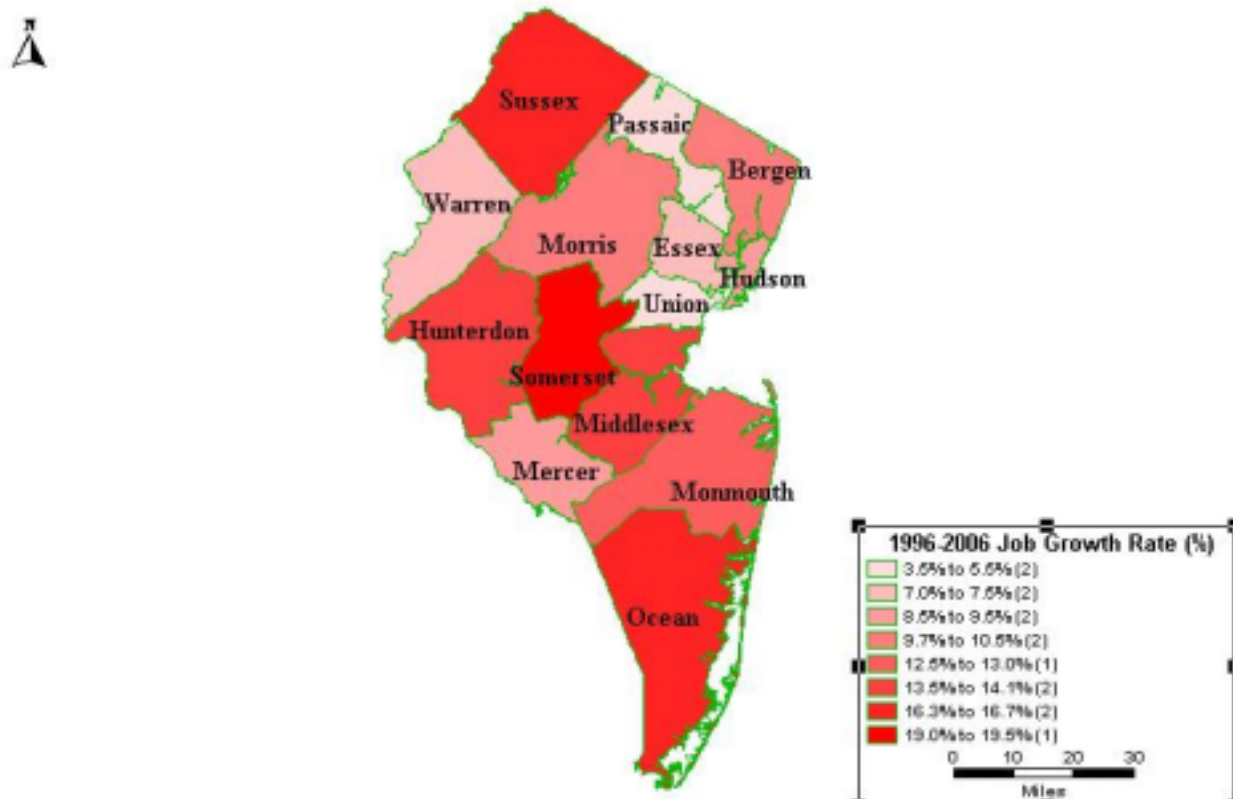 N
Sussex
Passaic
Bergen
Warren
Morris
Essex
Hudson
Union
Hunterdon
Somerset
Middlesex
Mercer
Monmouth
Ocean
1996-2006 Job Growth Rate (%)
3.5% to 5.5% (2)
7.0% to 7.5% (2)
8.5% to 9.5% (2)
9.7% to 10.5% (2)
12.5% to 13.0% (1)
13.5% to 14.1% (2)
16.3% to 16.7% (2)
19.0% to 19.5% (1)
0 10 20 30
Miles